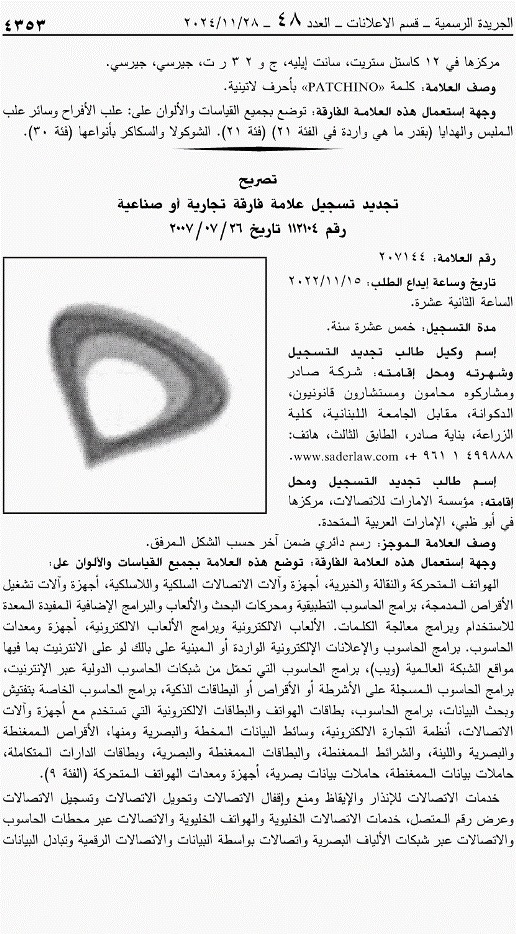 الجريدة الرسمية ــ قسم الاعلانات ــ العدد ٤٨ ــ ٢٠٢٤/١١/٢٨ ٤٣٥٣
مركزها في ١٢ كاستل ستريت، سانت إيليه، ج و ٢ ٣ ر ت، جيرسي، جيرسي.
وصف العلامة: كلمة «PATCHINO» بأحرف لاتينية.
وجهة إستعمال هذه العلامة الفارقة: توضع بجميع القياسات والألوان على: علب الأفراح وسائر علب
الملبس والهدايا (بقدر ما هي واردة في الفئة ٢١) (فئة ٢١). الشوكولا والسكاكر بأنواعها (فئة ٣٠).
تصريح
تجديد تسجيل علامة فارقة تجارية أو صناعية
رقم ١١٢١٠٤ تاريخ ٢٠٠٧/٠٧/٢٦
رقم العلامة: ٢٠٧١٤٤
تاريخ وساعة إيداع الطلب: ٢٠٢٢/١١/١٥
الساعة الثانية عشرة.
مدة التسجيل: خمس عشرة سنة.
إسم وكيل طالب تجديد التسجيل
وشهرته ومحل إقامته: شركة صادر
ومشاركوه محامون ومستشارون قانونيون،
الدكوانة، مقابل الجامعة اللبنانية، كلية
الزراعة، بناية صادر، الطابق الثالث، هاتف:
٤٩٩٨٨٨ ١ ٩٦١ +، www.saderlaw.com.
إسم طالب تجديد التسجيل ومحل
إقامته: مؤسسة الامارات للاتصالات، مركزها
في أبو ظبي، الإمارات العربية المتحدة.
وصف العلامة الموجز: رسم دائري ضمن آخر حسب الشكل المرفق.
وجهة إستعمال هذه العلامة الفارقة: توضع هذه العلامة بجميع القياسات والألوان على:
الهواتف المتحركة والنقالة والخيرية، أجهزة وآلات الاتصالات السلكية واللاسلكية، أجهزة وآلات تشغيل
الأقراص المدمجة، برامج الحاسوب التطبيقية ومحركات البحث والألعاب والبرامج الإضافية المفيدة المعدة
للاستخدام وبرامج معالجة الكلمات. الألعاب الالكترونية وبرامج الألعاب الالكترونية، أجهزة ومعدات
الحاسوب. برامج الحاسوب والإعلانات الإلكترونية الواردة أو المبنية على بالك لو على الانترنيت بما فيها
مواقع الشبكة العالمية (ويب)، برامج الحاسوب التي تحمّل من شبكات الحاسوب الدولية عبر الإنترنيت،
برامج الحاسوب المسجلة على الأشرطة أو الأقراص أو البطاقات الذكية، برامج الحاسوب الخاصة بتفتيش
وبحث البيانات، برامج الحاسوب، بطاقات الهواتف والبطاقات الالكترونية التي تستخدم مع أجهزة وآلات
الاتصالات، أنظمة التجارة الالكترونية، وسائط البيانات المخطة والبصرية ومنها، الأقراص الممغنطة
والبصرية واللينة، والشرائط الممغنطة، والبطاقات الممغنطة والبصرية، وبطاقات الدارات المتكاملة،
حاملات بيانات الممغنطة، حاملات بيانات بصرية، أجهزة ومعدات الهواتف المتحركة (الفئة ٩).
خدمات الاتصالات للإنذار والإيقاظ ومنع وإقفال الاتصالات وتحويل الاتصالات وتسجيل الاتصالات
وعرض رقم المتصل، خدمات الاتصالات الخليوية والهواتف الخليوية والاتصالات عبر محطات الحاسوب
والاتصالات عبر شبكات الألياف البصرية واتصالات بواسطة البيانات والاتصالات الرقمية وتبادل البيانات